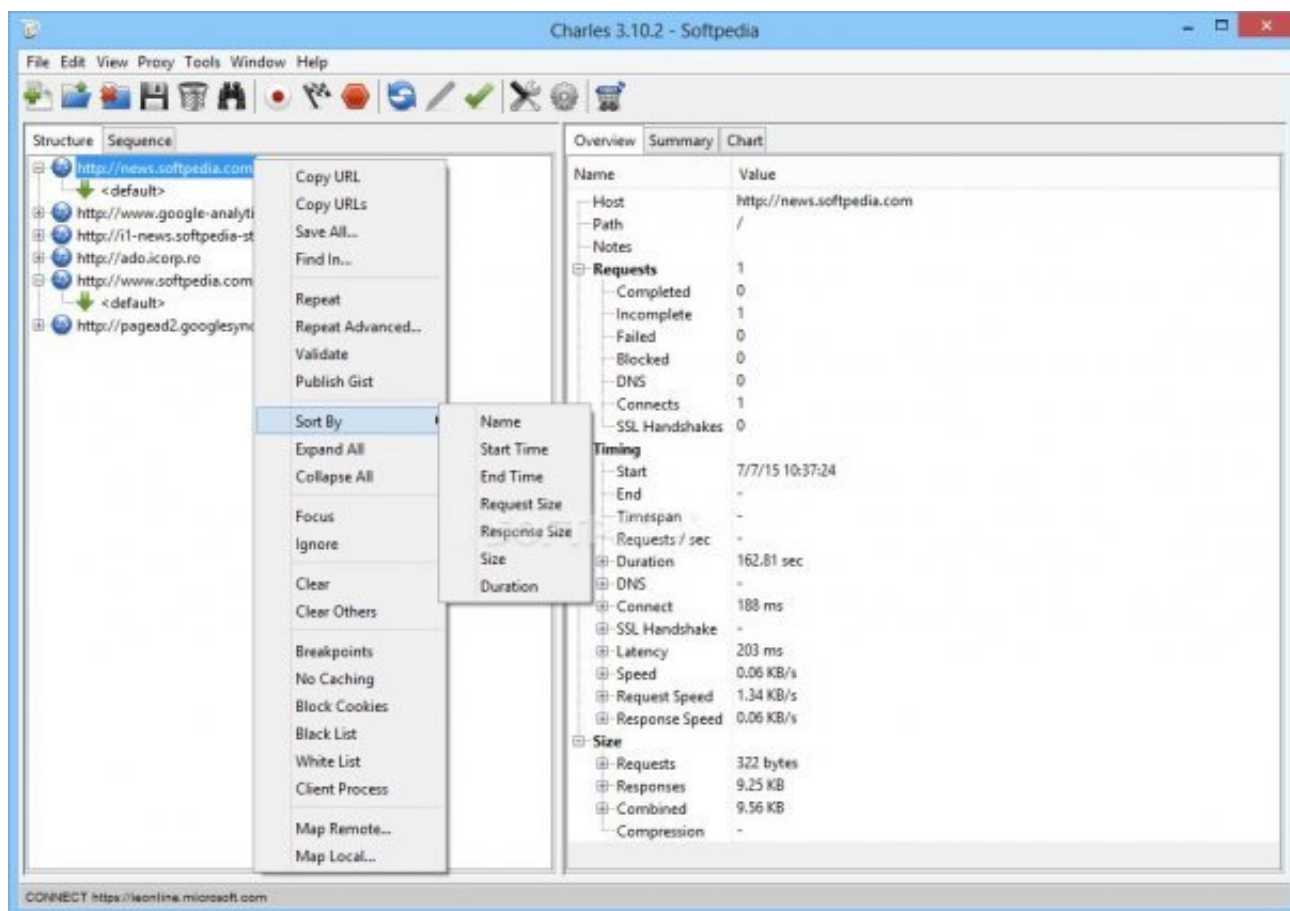 Charles 3.10.2 - Softpedia
File Edit View Proxy Tools Window Help
Structure Sequence
http://news.softpedia.com
<default>
http://www.google-analyti
http://i1-news.softpedia-st
http://ado.icorp.ro
http://www.softpedia.com
<default>
http://pagead2.googlesync
Copy URL
Copy URLs
Save All...
Find In...
Repeat
Repeat Advanced...
Validate
Publish Gist
Sort By
Expand All
Collapse All
Focus
Ignore
Clear
Clear Others
Breakpoints
No Caching
Block Cookies
Black List
White List
Client Process
Map Remote...
Map Local...
Name
Start Time
End Time
Request Size
Response Size
Size
Duration
Overview Summary Chart
Name Value
Host http://news.softpedia.com
Path /
Notes
Requests 1
Completed 0
Incomplete 1
Failed 0
Blocked 0
DNS 0
Connects 1
SSL Handshakes 0
Timing
Start 7/7/15 10:37:24
End -
Timespan -
Requests / sec -
Duration 162.81 sec
DNS -
Connect 188 ms
SSL Handshake -
Latency 203 ms
Speed 0.06 KB/s
Request Speed 1.34 KB/s
Response Speed 0.06 KB/s
Size
Requests 322 bytes
Responses 9.25 KB
Combined 9.56 KB
Compression -
CONNECT https://ieonline.microsoft.com